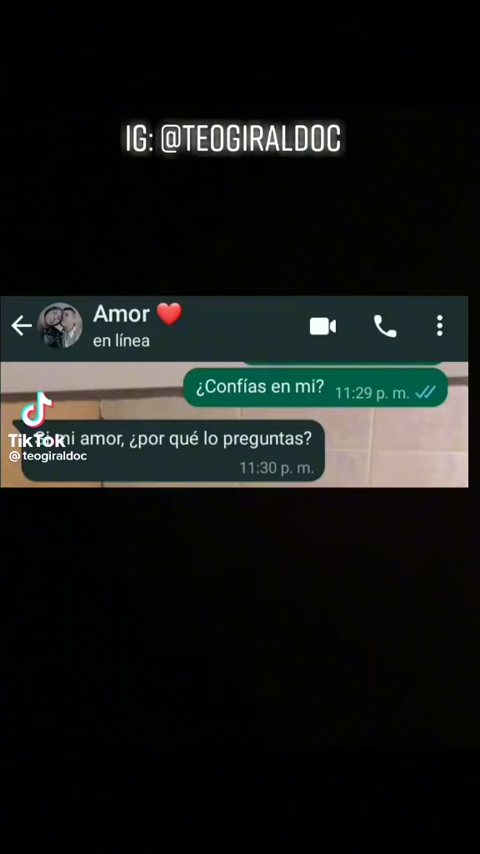 IG: @TEOGIRALDOC
Amor ❤️
en línea
¿Confías en mi? 11:29 p. m.
TikTok
mi amor, ¿por qué lo preguntas?
@teogiraldoc
11:30 p. m.